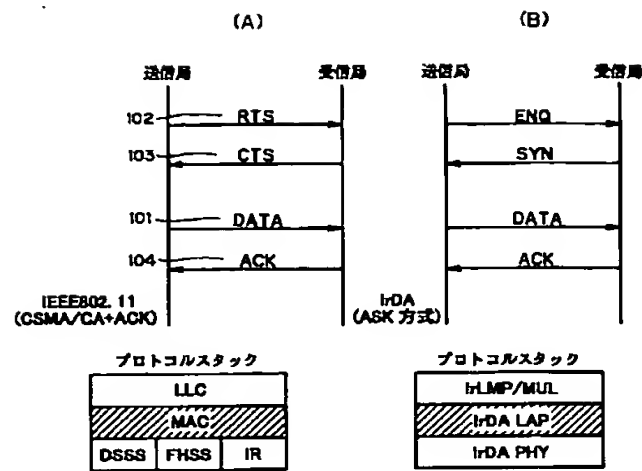 (A)
送信局 受信局
102 RTS
103 CTS
101 DATA
104 ACK
IEEE802.11
(CSMA/CA+ACK)
プロトコルスタック
LLC
MAC
DSSS FHSS IR
(B)
送信局 受信局
ENQ
SYN
DATA
ACK
IrDA
(ASK 方式)
プロトコルスタック
IrLMP/MUL
IrDA LAP
IrDA PHY